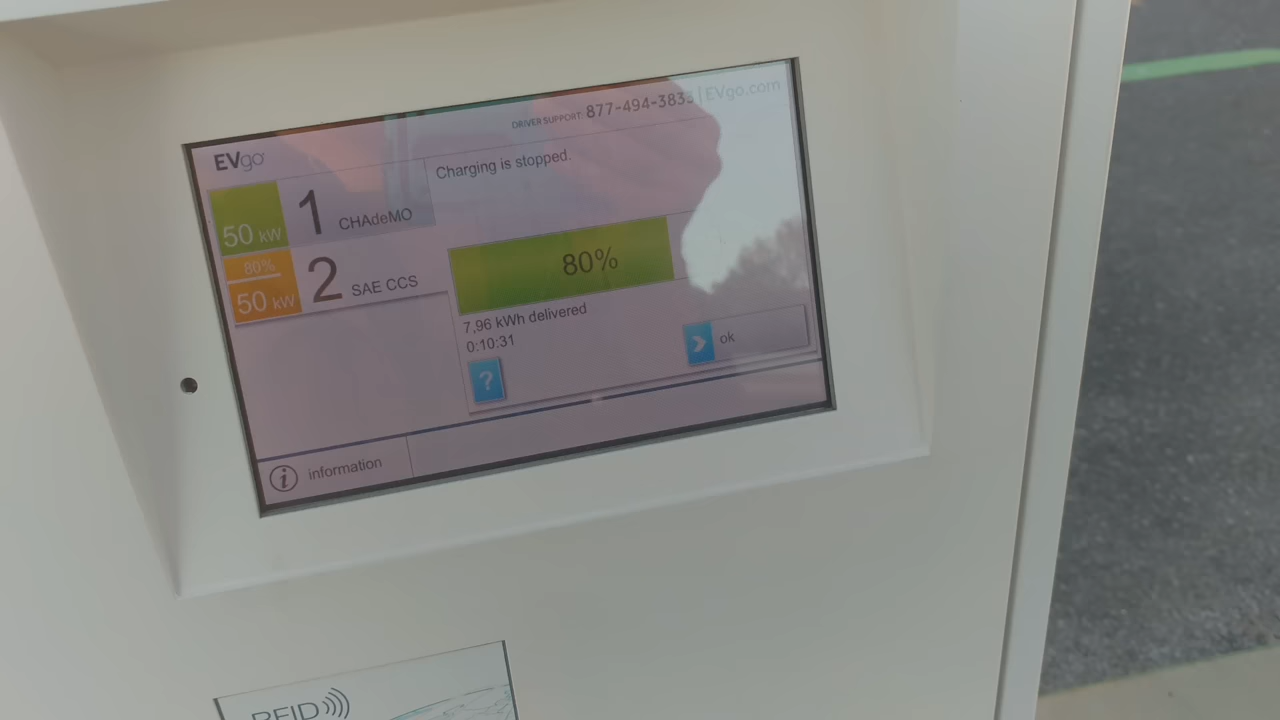 DRIVER SUPPORT: 877-494-3833 | EVgo.com
EVgo
Charging is stopped.
50 kW
1 CHAdeMO
80%
50 kW
2 SAE CCS
80%
7,96 kWh delivered
0:10:31
?
ok
i information
RFID